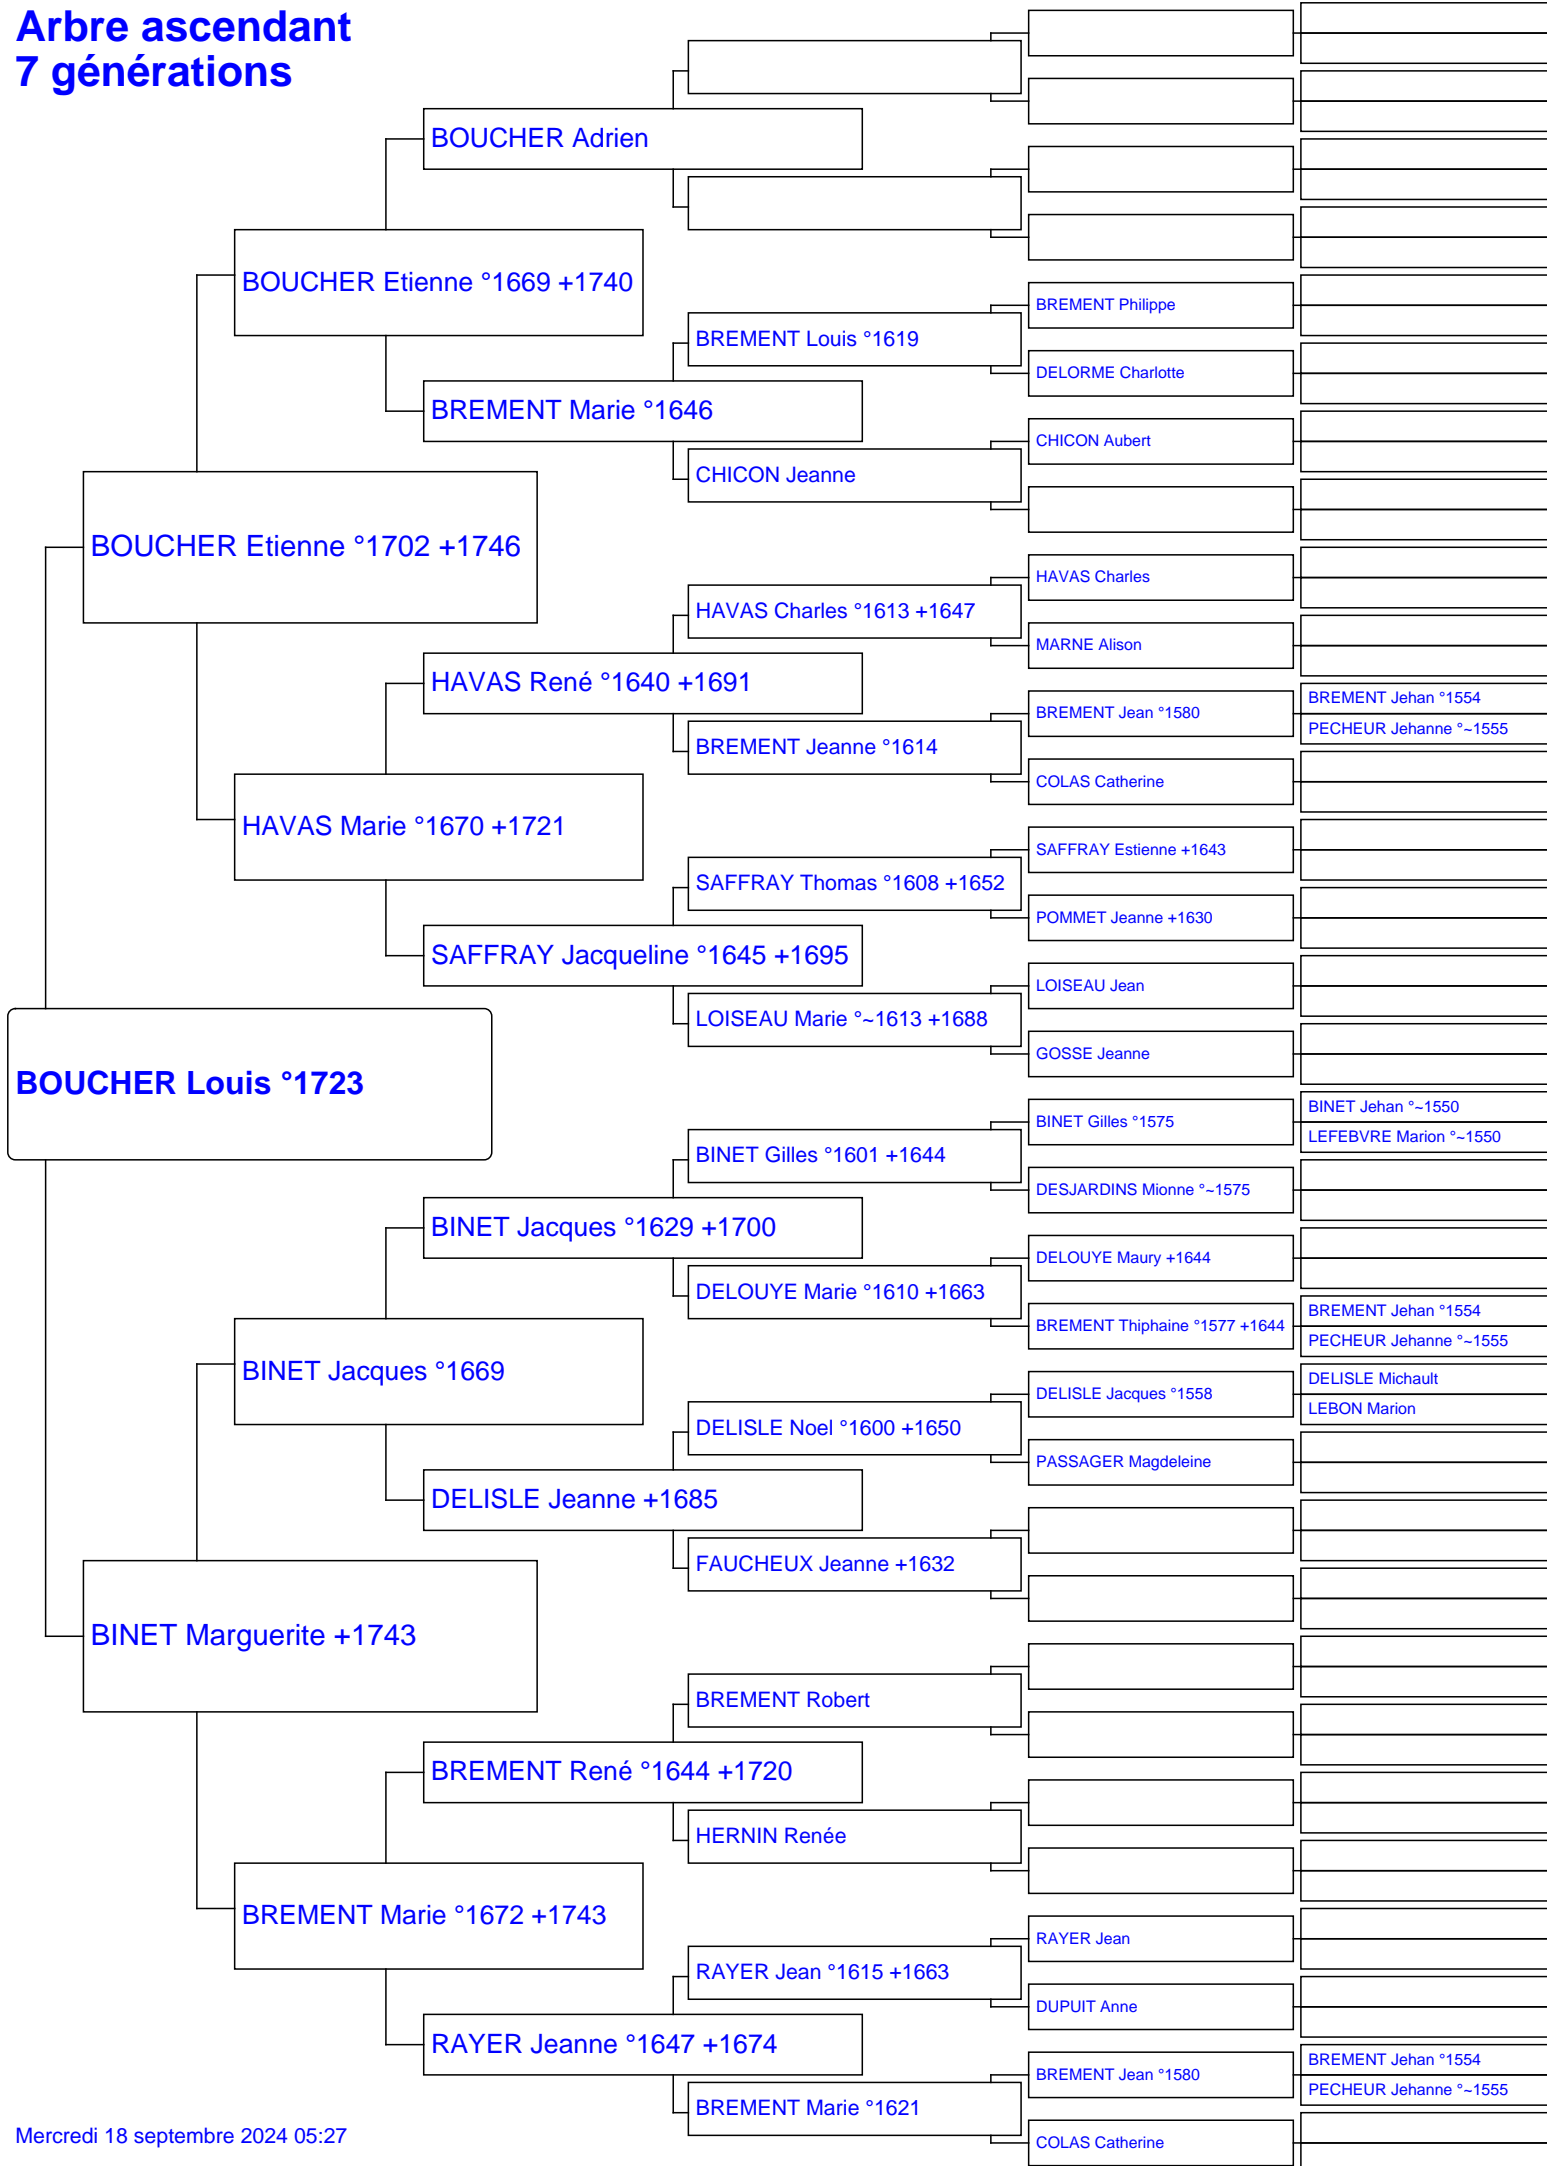 Arbre ascendant
7 générations
BOUCHER Adrien
BOUCHER Etienne °1669 +1740
BREMENT Philippe
BREMENT Louis °1619
DELORME Charlotte
BREMENT Marie °1646
CHICON Aubert
CHICON Jeanne
BOUCHER Etienne °1702 +1746
HAVAS Charles
HAVAS Charles °1613 +1647
MARNE Alison
HAVAS René °1640 +1691
BREMENT Jehan °1554
BREMENT Jean °1580
PECHEUR Jehanne °~1555
BREMENT Jeanne °1614
COLAS Catherine
HAVAS Marie °1670 +1721
SAFFRAY Estienne +1643
SAFFRAY Thomas °1608 +1652
POMMET Jeanne +1630
SAFFRAY Jacqueline °1645 +1695
LOISEAU Jean
LOISEAU Marie °~1613 +1688
GOSSE Jeanne
BOUCHER Louis °1723
BINET Jehan °~1550
BINET Gilles °1575
LEFEBVRE Marion °~1550
BINET Gilles °1601 +1644
DESJARDINS Mionne °~1575
BINET Jacques °1629 +1700
DELOUYE Maury +1644
DELOUYE Marie °1610 +1663
BREMENT Jehan °1554
BREMENT Thiphaine °1577 +1644
PECHEUR Jehanne °~1555
BINET Jacques °1669
DELISLE Michault
DELISLE Jacques °1558
LEBON Marion
DELISLE Noel °1600 +1650
PASSAGER Magdeleine
DELISLE Jeanne +1685
FAUCHEUX Jeanne +1632
BINET Marguerite +1743
BREMENT Robert
BREMENT René °1644 +1720
HERNIN Renée
BREMENT Marie °1672 +1743
RAYER Jean
RAYER Jean °1615 +1663
DUPUIT Anne
RAYER Jeanne °1647 +1674
BREMENT Jehan °1554
BREMENT Jean °1580
PECHEUR Jehanne °~1555
BREMENT Marie °1621
COLAS Catherine
Mercredi 18 septembre 2024 05:27